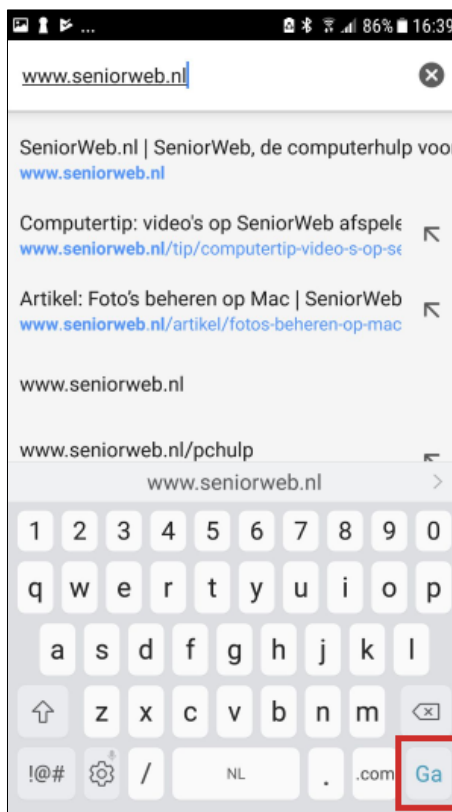 ... 86% 16:39
www.seniorweb.nl
SeniorWeb.nl | SeniorWeb, de computerhulp voo
www.seniorweb.nl
Computertip: video's op SeniorWeb afspele
www.seniorweb.nl/tip/computertip-video-s-op-se
Artikel: Foto's beheren op Mac | SeniorWeb
www.seniorweb.nl/artikel/fotos-beheren-op-mac
www.seniorweb.nl
www.seniorweb.nl/pchulp
www.seniorweb.nl >
1 2 3 4 5 6 7 8 9 0
q w e r t y u i o p
a s d f g h j k l
z x c v b n m
!@# / NL . .com Ga